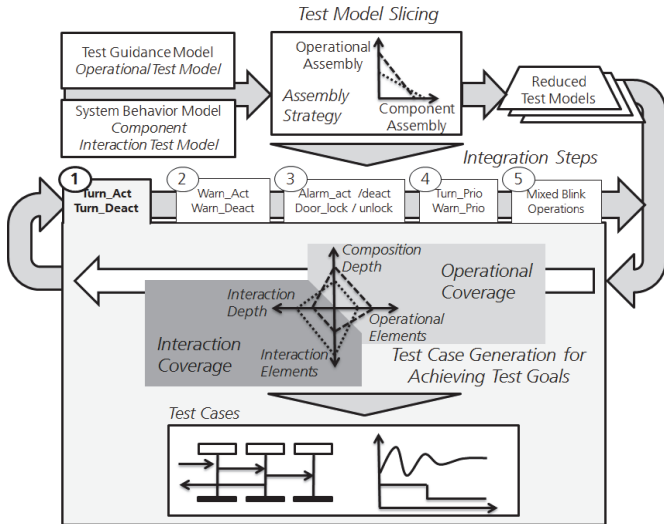 Test Model Slicing
Test Guidance Model
Operational Test Model
System Behavior Model
Component
Interaction Test Model
Operational
Assembly
Assembly
Strategy
Component
Assembly
Reduced
Test Models
Integration Steps
1
Turn_Act
Turn_Deact
2
Warn_Act
Warn_Deact
3
Alarm_act /deact
Door_lock / unlock
4
Turn_Prio
Warn_Prio
5
Mixed Blink
Operations
Composition
Depth
Operational
Coverage
Interaction
Depth
Operational
Elements
Interaction
Coverage
Interaction
Elements
Test Case Generation for
Achieving Test Goals
Test Cases